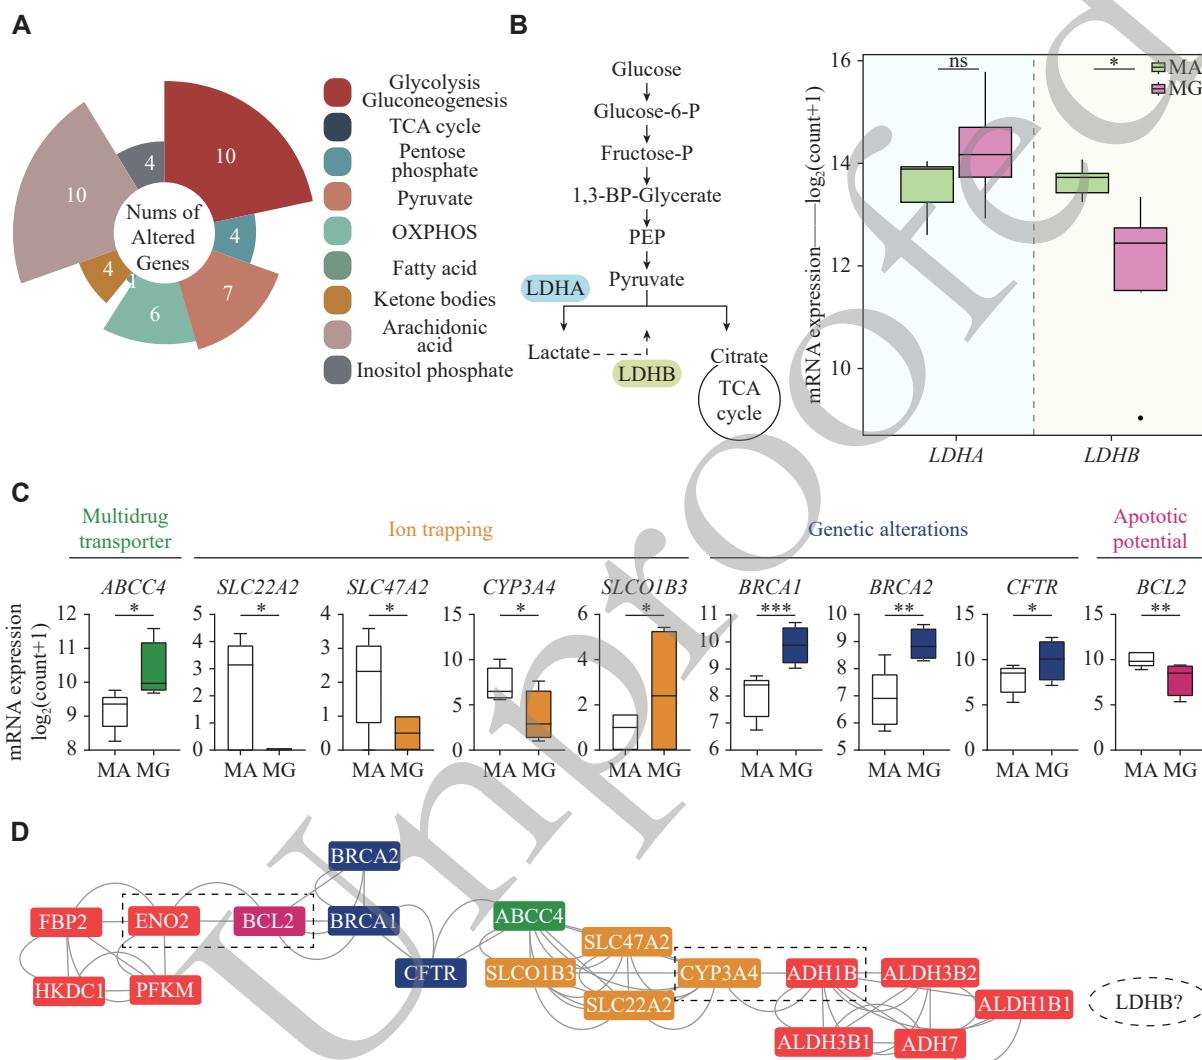 A
10
4
7
6
1
4
10
4
Nums of
Altered
Genes
Glycolysis
Gluconeogenesis
TCA cycle
Pentose
phosphate
Pyruvate
OXPHOS
Fatty acid
Ketone bodies
Arachidonic
acid
Inositol phosphate
B
Glucose
Glucose-6-P
Fructose-P
1,3-BP-Glycerate
PEP
Pyruvate
LDHA
Lactate
LDHB
Citrate
TCA
cycle
mRNA expression——log2(count+1)
16
14
12
10
ns
*
MA
MG
LDHA
LDHB
C
Multidrug
transporter
Ion trapping
Genetic alterations
Apototic
potential
mRNA expression
log2(count+1)
ABCC4
*
12
11
10
9
8
MA MG
SLC22A2
*
5
4
3
2
1
0
MA MG
SLC47A2
*
4
3
2
1
0
MA MG
CYP3A4
*
15
10
5
0
MA MG
SLCO1B3
*
6
4
2
0
MA MG
BRCA1
***
11
10
9
8
7
6
MA MG
BRCA2
**
10
9
8
7
6
5
MA MG
CFTR
*
15
10
5
0
MA MG
BCL2
**
15
10
5
0
MA MG
D
BRCA2
FBP2
ENO2
BCL2
BRCA1
ABCC4
SLC47A2
HKDC1
PFKM
CFTR
SLCO1B3
CYP3A4
ADH1B
ALDH3B2
SLC22A2
ALDH1B1
LDHB?
ALDH3B1
ADH7
Unproofed